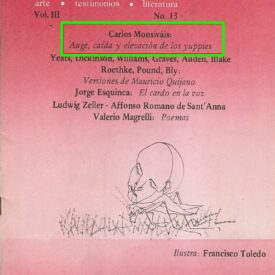 arte • testimonios • literatura
Vol. III No. 13
Carlos Monsiváis:
Auge, caída y elevación de los yuppies
Yeats, Dickinson, Williams, Graves, Auden, Blake
Roethke, Pound, Bly:
Versiones de Mauricio Quijano
Jorge Esquinca: El cardo en la voz
Ludwig Zeller - Affonso Romano de Sant'Anna
Valerio Magrelli: Poemas
Ilustra: Francisco Toledo